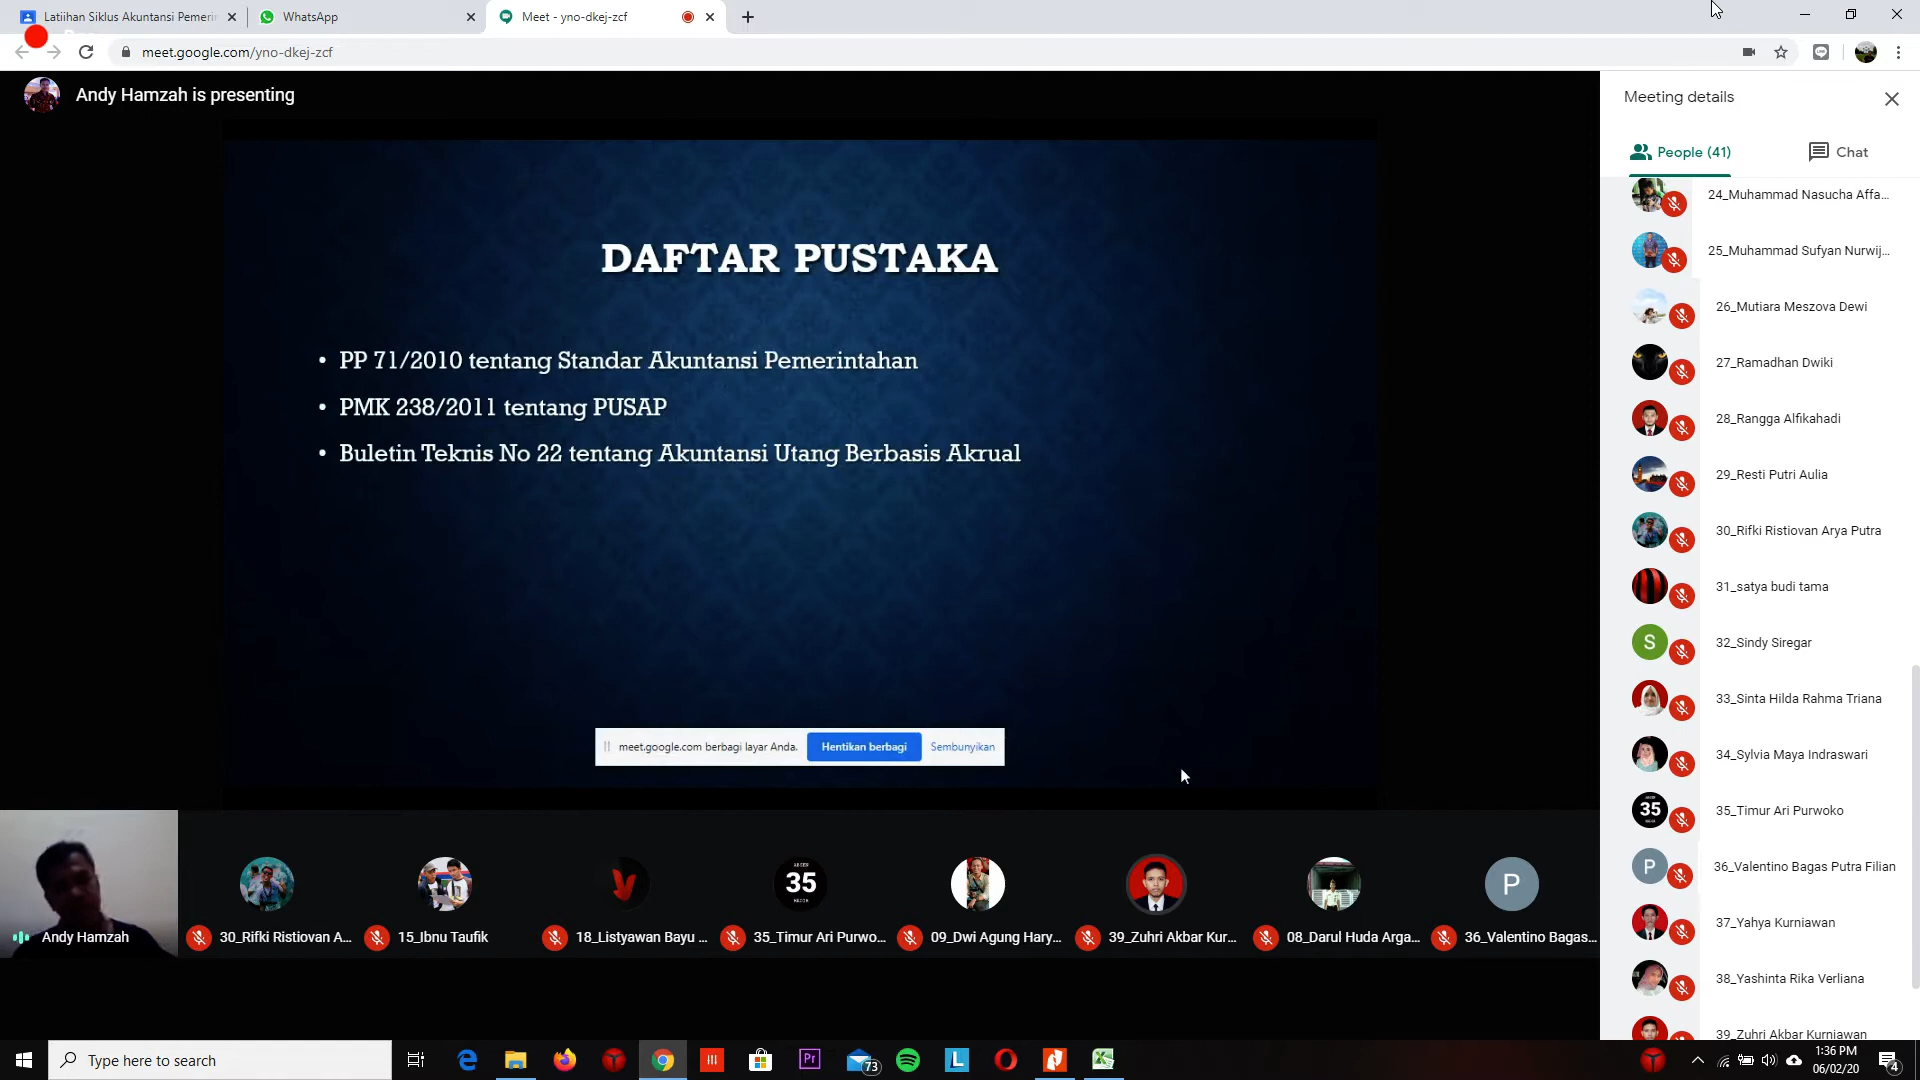 Latiihan Siklus Akuntansi Pemerin
WhatsApp
Meet - yno-dkej-zcf
meet.google.com/yno-dkej-zcf
Andy Hamzah is presenting
DAFTAR PUSTAKA
• PP 71/2010 tentang Standar Akuntansi Pemerintahan
• PMK 238/2011 tentang PUSAP
• Buletin Teknis No 22 tentang Akuntansi Utang Berbasis Akrual
meet.google.com berbagi layar Anda.
Hentikan berbagi
Sembunyikan
Meeting details
People (41)
Chat
24_Muhammad Nasucha Affa...
25_Muhammad Sufyan Nurwij...
26_Mutiara Meszova Dewi
27_Ramadhan Dwiki
28_Rangga Alfikahadi
29_Resti Putri Aulia
30_Rifki Ristiovan Arya Putra
31_satya budi tama
S
32_Sindy Siregar
33_Sinta Hilda Rahma Triana
34_Sylvia Maya Indraswari
35
35_Timur Ari Purwoko
P
36_Valentino Bagas Putra Filian
37_Yahya Kurniawan
38_Yashinta Rika Verliana
39_Zuhri Akbar Kurniawan
35
P
Andy Hamzah
30_Rifki Ristiovan A...
15_Ibnu Taufik
18_Listyawan Bayu ...
35_Timur Ari Purwo...
09_Dwi Agung Hary...
39_Zuhri Akbar Kur...
08_Darul Huda Arga...
36_Valentino Bagas...
Type here to search
Pr
73
L
1:36 PM
06/02/20
4